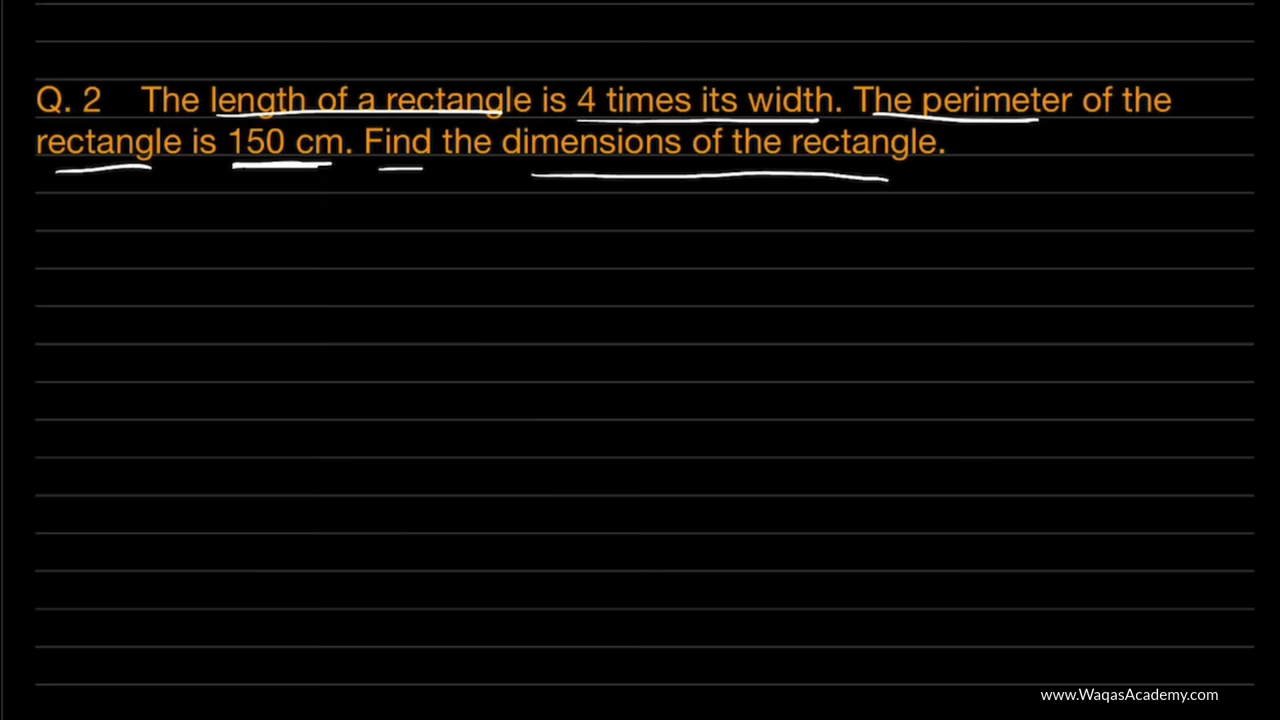 Q. 2 The length of a rectangle is 4 times its width. The perimeter of the
rectangle is 150 cm. Find the dimensions of the rectangle.
www.WaqasAcademy.com